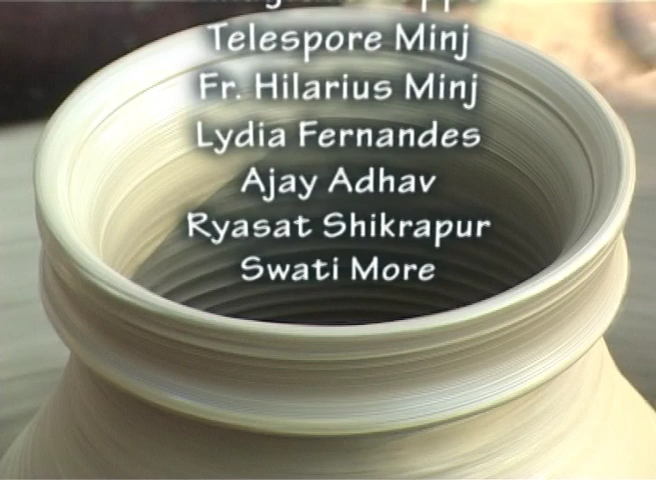 Telespore Minj
Fr. Hilarius Minj
Lydia Fernandes
Ajay Adhav
Ryasat Shikrapur
Swati More